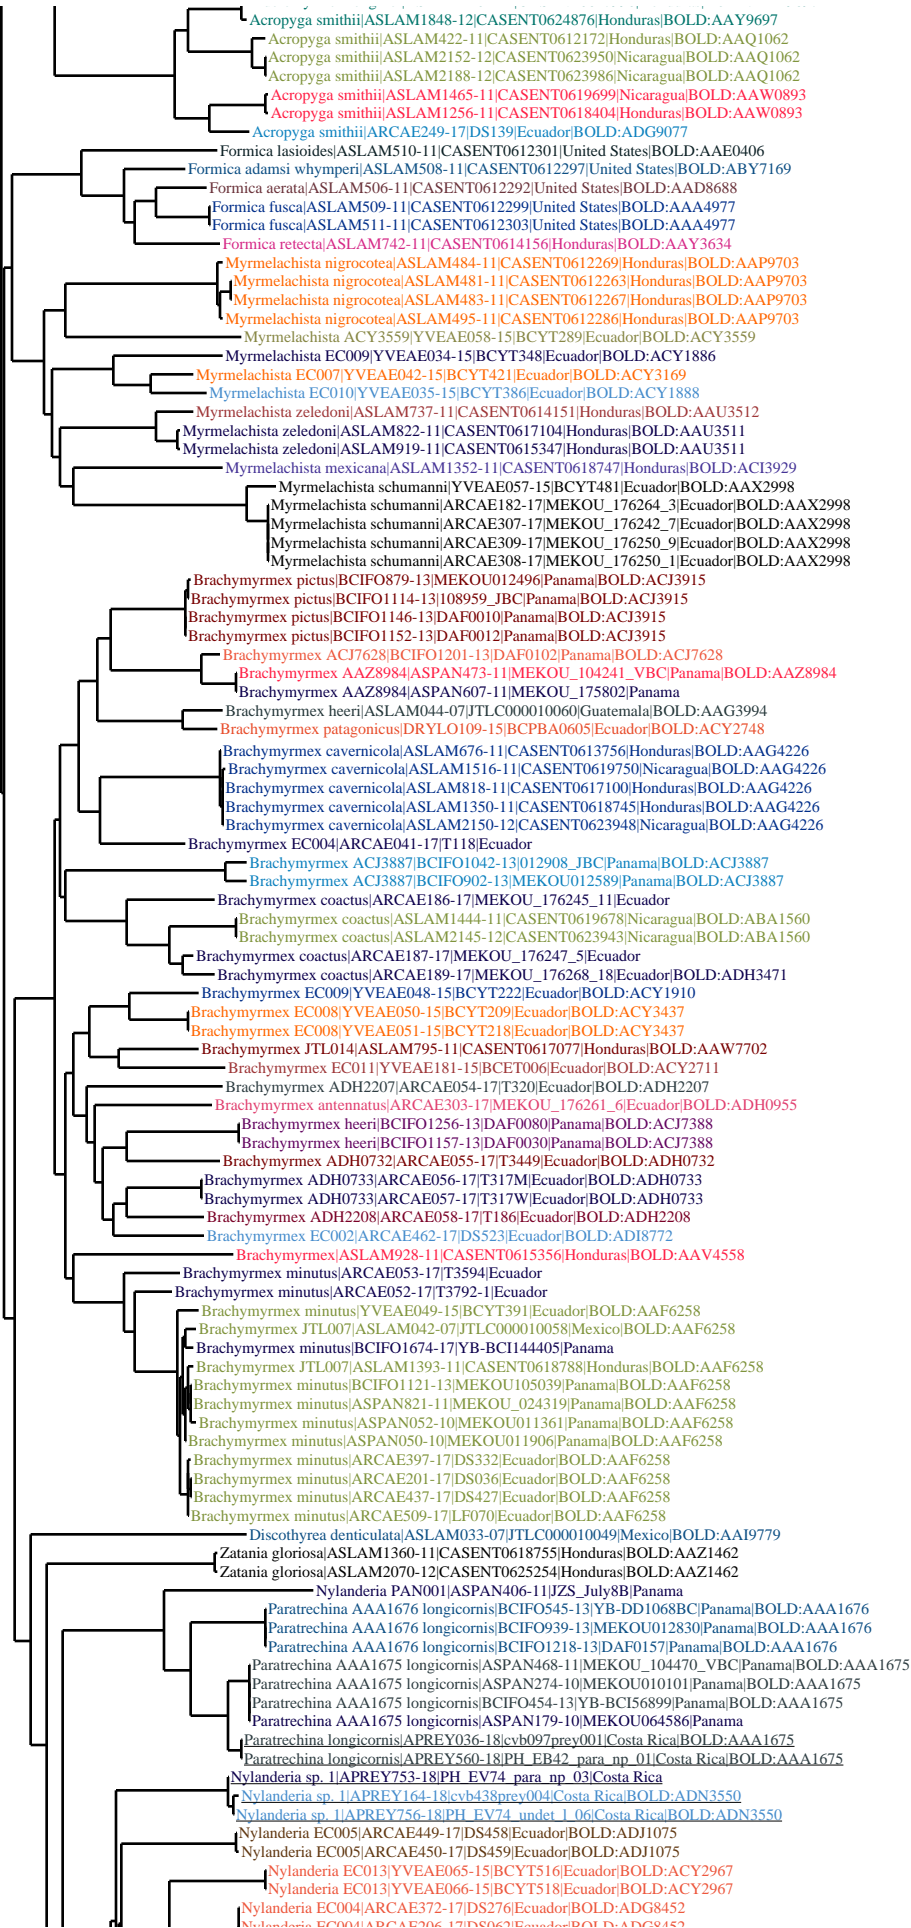 Acropyga smithii|ASLAM1848-12|CASENT0624876|Honduras|BOLD:AAY9697
Acropyga smithii|ASLAM422-11|CASENT0612172|Honduras|BOLD:AAQ1062
Acropyga smithii|ASLAM2152-12|CASENT0623950|Nicaragua|BOLD:AAQ1062
Acropyga smithii|ASLAM2188-12|CASENT0623986|Nicaragua|BOLD:AAQ1062
Acropyga smithii|ASLAM1465-11|CASENT0619699|Nicaragua|BOLD:AAW0893
Acropyga smithii|ASLAM1256-11|CASENT0618404|Honduras|BOLD:AAW0893
Acropyga smithii|ARCAE249-17|DS139|Ecuador|BOLD:ADG9077
Formica lasioides|ASLAM510-11|CASENT0612301|United States|BOLD:AAE0406
Formica adamsi whymperi|ASLAM508-11|CASENT0612297|United States|BOLD:ABY7169
Formica aerata|ASLAM506-11|CASENT0612292|United States|BOLD:AAD8688
Formica fusca|ASLAM509-11|CASENT0612299|United States|BOLD:AAA4977
Formica fusca|ASLAM511-11|CASENT0612303|United States|BOLD:AAA4977
Formica retecta|ASLAM742-11|CASENT0614156|Honduras|BOLD:AAY3634
Myrmelachista nigrocotea|ASLAM484-11|CASENT0612269|Honduras|BOLD:AAP9703
Myrmelachista nigrocotea|ASLAM481-11|CASENT0612263|Honduras|BOLD:AAP9703
Myrmelachista nigrocotea|ASLAM483-11|CASENT0612267|Honduras|BOLD:AAP9703
Myrmelachista nigrocotea|ASLAM495-11|CASENT0612286|Honduras|BOLD:AAP9703
Myrmelachista ACY3559|YVEAE058-15|BCYT289|Ecuador|BOLD:ACY3559
Myrmelachista EC009|YVEAE034-15|BCYT348|Ecuador|BOLD:ACY1886
Myrmelachista EC007|YVEAE042-15|BCYT421|Ecuador|BOLD:ACY3169
Myrmelachista EC010|YVEAE035-15|BCYT386|Ecuador|BOLD:ACY1888
Myrmelachista zeledoni|ASLAM737-11|CASENT0614151|Honduras|BOLD:AAU3512
Myrmelachista zeledoni|ASLAM822-11|CASENT0617104|Honduras|BOLD:AAU3511
Myrmelachista zeledoni|ASLAM919-11|CASENT0615347|Honduras|BOLD:AAU3511
Myrmelachista mexicana|ASLAM1352-11|CASENT0618747|Honduras|BOLD:ACI3929
Myrmelachista schumanni|YVEAE057-15|BCYT481|Ecuador|BOLD:AAX2998
Myrmelachista schumanni|ARCAE182-17|MEKOU_176264_3|Ecuador|BOLD:AAX2998
Myrmelachista schumanni|ARCAE307-17|MEKOU_176242_7|Ecuador|BOLD:AAX2998
Myrmelachista schumanni|ARCAE309-17|MEKOU_176250_9|Ecuador|BOLD:AAX2998
Myrmelachista schumanni|ARCAE308-17|MEKOU_176250_1|Ecuador|BOLD:AAX2998
Brachymyrmex pictus|BCIFO879-13|MEKOU012496|Panama|BOLD:ACJ3915
Brachymyrmex pictus|BCIFO1114-13|108959_JBC|Panama|BOLD:ACJ3915
Brachymyrmex pictus|BCIFO1146-13|DAF0010|Panama|BOLD:ACJ3915
Brachymyrmex pictus|BCIFO1152-13|DAF0012|Panama|BOLD:ACJ3915
Brachymyrmex ACJ7628|BCIFO1201-13|DAF0102|Panama|BOLD:ACJ7628
Brachymyrmex AAZ8984|ASPAN473-11|MEKOU_104241_VBC|Panama|BOLD:AAZ8984
Brachymyrmex AAZ8984|ASPAN607-11|MEKOU_175802|Panama
Brachymyrmex heeri|ASLAM044-07|JTLC000010060|Guatemala|BOLD:AAG3994
Brachymyrmex patagonicus|DRYLO109-15|BCPBA0605|Ecuador|BOLD:ACY2748
Brachymyrmex cavernicola|ASLAM676-11|CASENT0613756|Honduras|BOLD:AAG4226
Brachymyrmex cavernicola|ASLAM1516-11|CASENT0619750|Nicaragua|BOLD:AAG4226
Brachymyrmex cavernicola|ASLAM818-11|CASENT0617100|Honduras|BOLD:AAG4226
Brachymyrmex cavernicola|ASLAM1350-11|CASENT0618745|Honduras|BOLD:AAG4226
Brachymyrmex cavernicola|ASLAM2150-12|CASENT0623948|Nicaragua|BOLD:AAG4226
Brachymyrmex EC004|ARCAE041-17|T118|Ecuador
Brachymyrmex ACJ3887|BCIFO1042-13|012908_JBC|Panama|BOLD:ACJ3887
Brachymyrmex ACJ3887|BCIFO902-13|MEKOU012589|Panama|BOLD:ACJ3887
Brachymyrmex coactus|ARCAE186-17|MEKOU_176245_11|Ecuador
Brachymyrmex coactus|ASLAM1444-11|CASENT0619678|Nicaragua|BOLD:ABA1560
Brachymyrmex coactus|ASLAM2145-12|CASENT0623943|Nicaragua|BOLD:ABA1560
Brachymyrmex coactus|ARCAE187-17|MEKOU_176247_5|Ecuador
Brachymyrmex coactus|ARCAE189-17|MEKOU_176268_18|Ecuador|BOLD:ADH3471
Brachymyrmex EC009|YVEAE048-15|BCYT222|Ecuador|BOLD:ACY1910
Brachymyrmex EC008|YVEAE050-15|BCYT209|Ecuador|BOLD:ACY3437
Brachymyrmex EC008|YVEAE051-15|BCYT218|Ecuador|BOLD:ACY3437
Brachymyrmex JTL014|ASLAM795-11|CASENT0617077|Honduras|BOLD:AAW7702
Brachymyrmex EC011|YVEAE181-15|BCET006|Ecuador|BOLD:ACY2711
Brachymyrmex ADH2207|ARCAE054-17|T320|Ecuador|BOLD:ADH2207
Brachymyrmex antennatus|ARCAE303-17|MEKOU_176261_6|Ecuador|BOLD:ADH0955
Brachymyrmex heeri|BCIFO1256-13|DAF0080|Panama|BOLD:ACJ7388
Brachymyrmex heeri|BCIFO1157-13|DAF0030|Panama|BOLD:ACJ7388
Brachymyrmex ADH0732|ARCAE055-17|T3449|Ecuador|BOLD:ADH0732
Brachymyrmex ADH0733|ARCAE056-17|T317M|Ecuador|BOLD:ADH0733
Brachymyrmex ADH0733|ARCAE057-17|T317W|Ecuador|BOLD:ADH0733
Brachymyrmex ADH2208|ARCAE058-17|T186|Ecuador|BOLD:ADH2208
Brachymyrmex EC002|ARCAE462-17|DS523|Ecuador|BOLD:ADI8772
Brachymyrmex|ASLAM928-11|CASENT0615356|Honduras|BOLD:AAV4558
Brachymyrmex minutus|ARCAE053-17|T3594|Ecuador
Brachymyrmex minutus|ARCAE052-17|T3792-1|Ecuador
Brachymyrmex minutus|YVEAE049-15|BCYT391|Ecuador|BOLD:AAF6258
Brachymyrmex JTL007|ASLAM042-07|JTLC000010058|Mexico|BOLD:AAF6258
Brachymyrmex minutus|BCIFO1674-17|YB-BCI144405|Panama
Brachymyrmex JTL007|ASLAM1393-11|CASENT0618788|Honduras|BOLD:AAF6258
Brachymyrmex minutus|BCIFO1121-13|MEKOU105039|Panama|BOLD:AAF6258
Brachymyrmex minutus|ASPAN821-11|MEKOU_024319|Panama|BOLD:AAF6258
Brachymyrmex minutus|ASPAN052-10|MEKOU011361|Panama|BOLD:AAF6258
Brachymyrmex minutus|ASPAN050-10|MEKOU011906|Panama|BOLD:AAF6258
Brachymyrmex minutus|ARCAE397-17|DS332|Ecuador|BOLD:AAF6258
Brachymyrmex minutus|ARCAE201-17|DS036|Ecuador|BOLD:AAF6258
Brachymyrmex minutus|ARCAE437-17|DS427|Ecuador|BOLD:AAF6258
Brachymyrmex minutus|ARCAE509-17|LF070|Ecuador|BOLD:AAF6258
Discothyrea denticulata|ASLAM033-07|JTLC000010049|Mexico|BOLD:AAI9779
Zatania gloriosa|ASLAM1360-11|CASENT0618755|Honduras|BOLD:AAZ1462
Zatania gloriosa|ASLAM2070-12|CASENT0625254|Honduras|BOLD:AAZ1462
Nylanderia PAN001|ASPAN406-11|JZS_July8B|Panama
Paratrechina AAA1676 longicornis|BCIFO545-13|YB-DD1068BC|Panama|BOLD:AAA1676
Paratrechina AAA1676 longicornis|BCIFO939-13|MEKOU012830|Panama|BOLD:AAA1676
Paratrechina AAA1676 longicornis|BCIFO1218-13|DAF0157|Panama|BOLD:AAA1676
Paratrechina AAA1675 longicornis|ASPAN468-11|MEKOU_104470_VBC|Panama|BOLD:AAA1675
Paratrechina AAA1675 longicornis|ASPAN274-10|MEKOU010101|Panama|BOLD:AAA1675
Paratrechina AAA1675 longicornis|BCIFO454-13|YB-BCI56899|Panama|BOLD:AAA1675
Paratrechina AAA1675 longicornis|ASPAN179-10|MEKOU064586|Panama
Paratrechina longicornis|APREY036-18|cvb097prey001|Costa Rica|BOLD:AAA1675
Paratrechina longicornis|APREY560-18|PH_EB42_para_np_01|Costa Rica|BOLD:AAA1675
Nylanderia sp. 1|APREY753-18|PH_EV74_para_np_03|Costa Rica
Nylanderia sp. 1|APREY164-18|cvb438prey004|Costa Rica|BOLD:ADN3550
Nylanderia sp. 1|APREY756-18|PH_EV74_undet_l_06|Costa Rica|BOLD:ADN3550
Nylanderia EC005|ARCAE449-17|DS458|Ecuador|BOLD:ADJ1075
Nylanderia EC005|ARCAE450-17|DS459|Ecuador|BOLD:ADJ1075
Nylanderia EC013|YVEAE065-15|BCYT516|Ecuador|BOLD:ACY2967
Nylanderia EC013|YVEAE066-15|BCYT518|Ecuador|BOLD:ACY2967
Nylanderia EC004|ARCAE372-17|DS276|Ecuador|BOLD:ADG8452